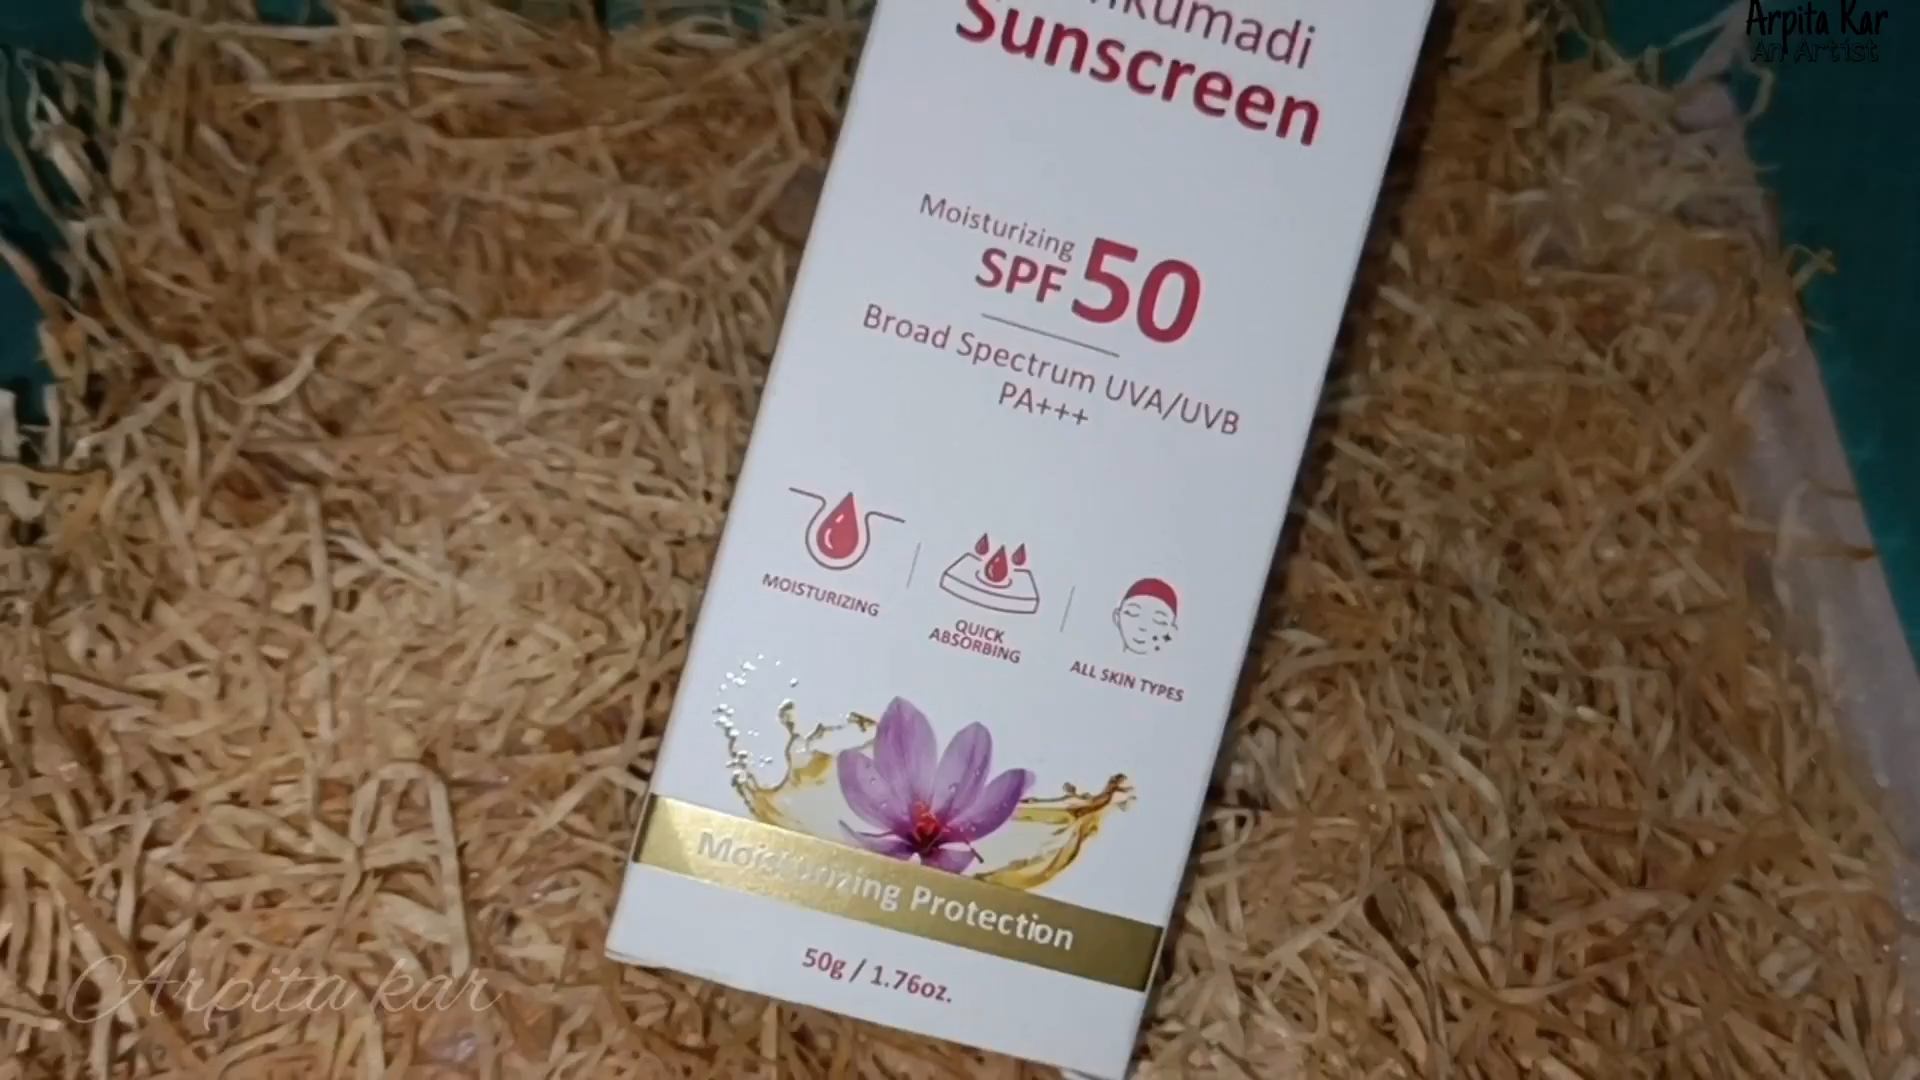 Arpita Kar
An Artist
Sunscreen
Moisturizing
SPF 50
Broad Spectrum UVA/UVB
PA+++
MOISTURIZING
QUICK
ABSORBING
ALL SKIN TYPES
Moisturizing Protection
50g / 1.76oz.
Arpita kar